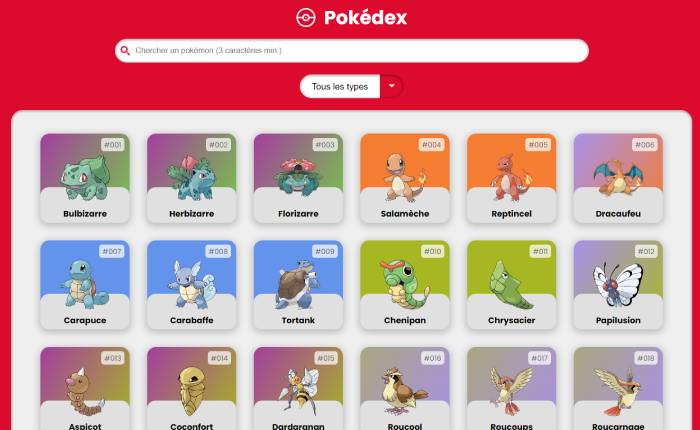 Pokédex
Chercher un pokémon (3 caractères min.)
Tous les types
#001 #002 #003 #004 #005 #006
Bulbizarre Herbizarre Florizarre Salamèche Reptincel Dracaufeu
#007 #008 #009 #010 #011 #012
Carapuce Carabaffe Tortank Chenipan Chrysacier Papilusion
#013 #014 #015 #016 #017 #018
Aspicot Coconfort Dardargnan Roucool Roucoups Roucarnage